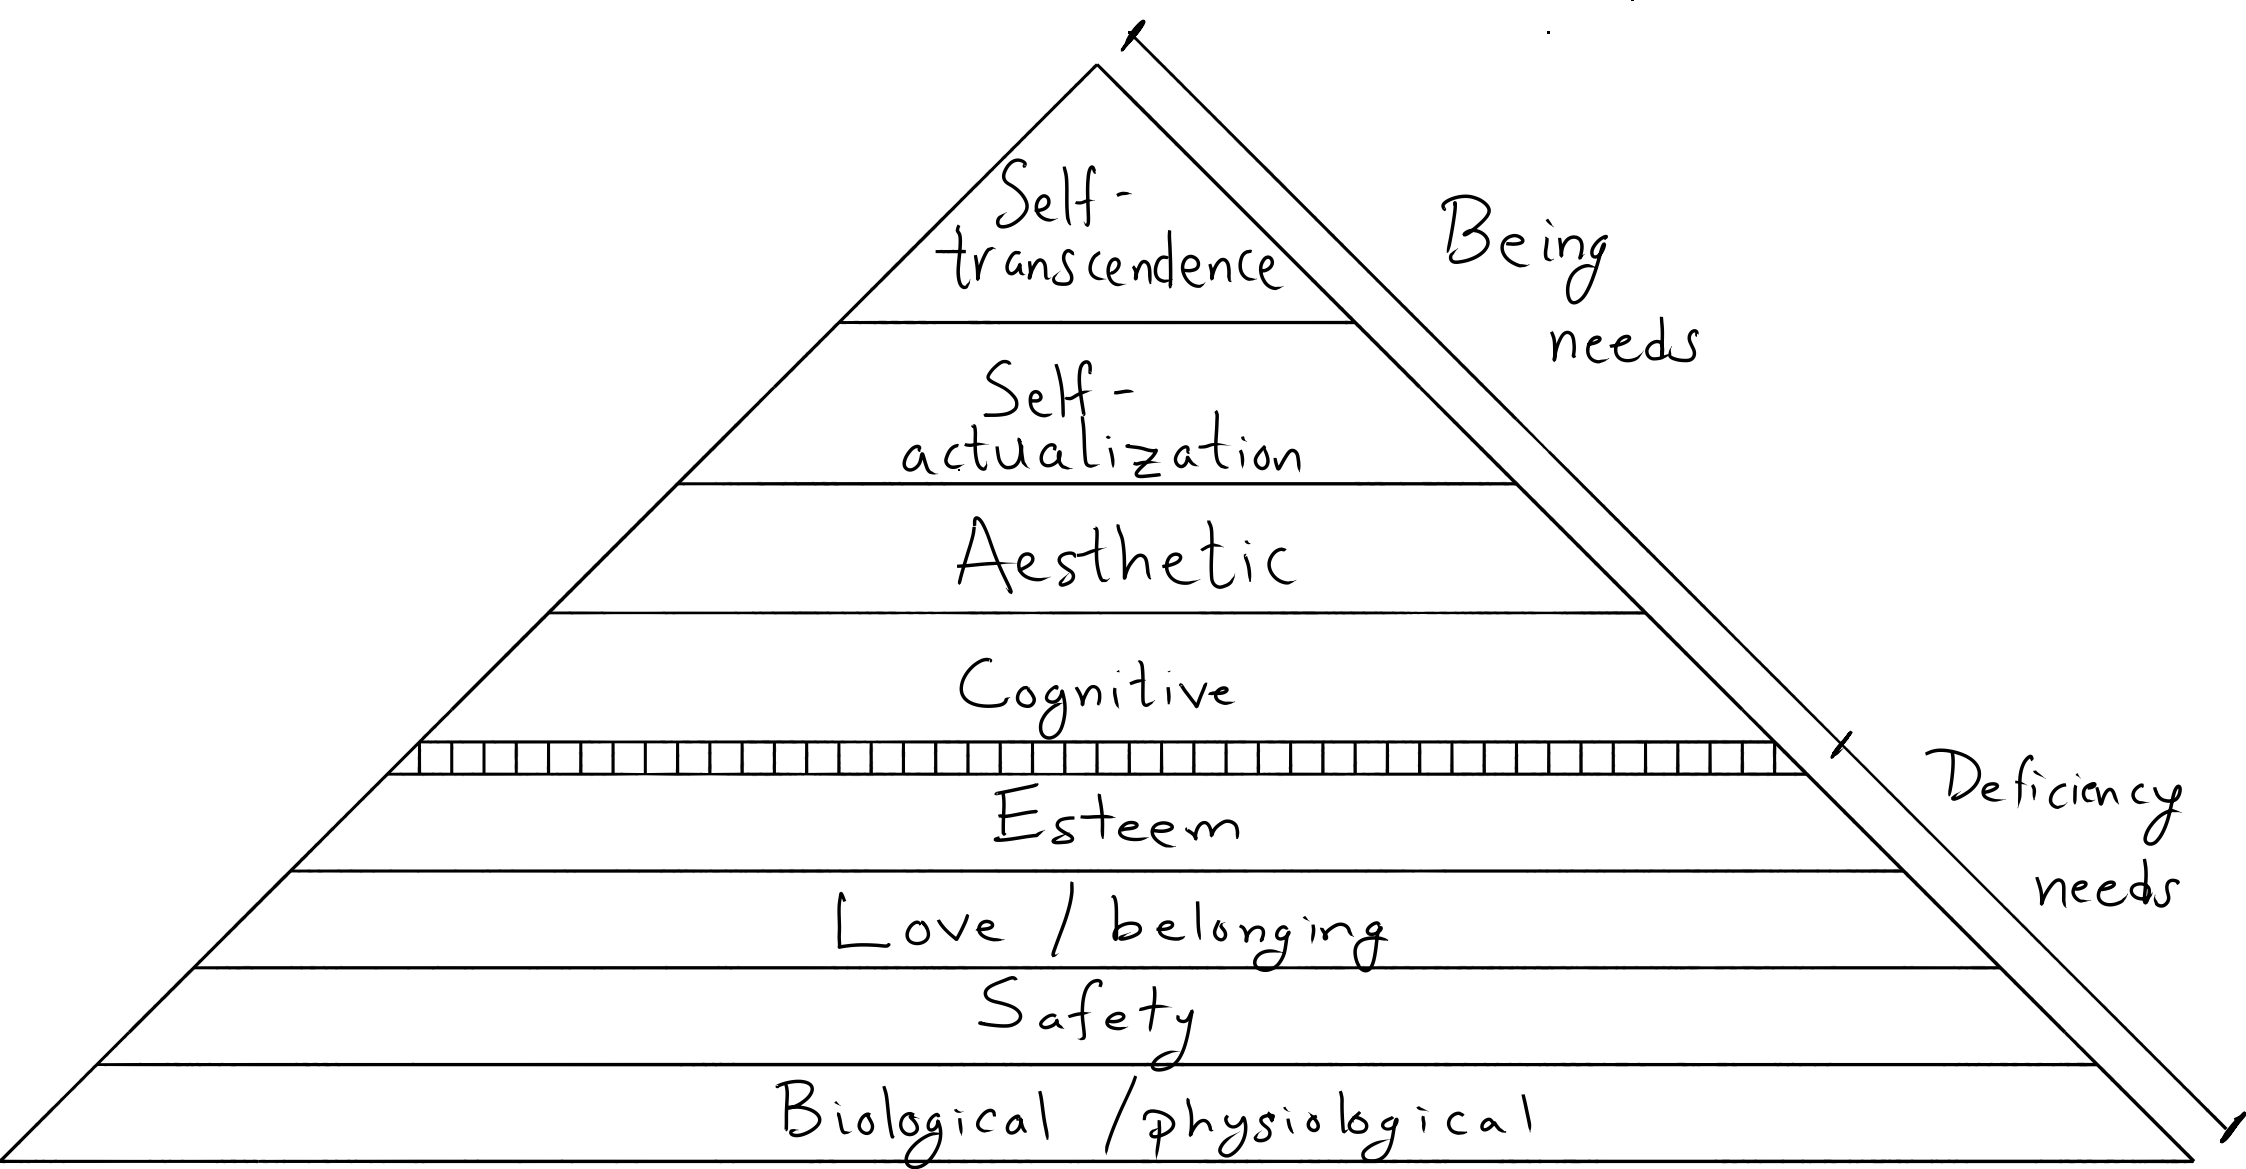 Self-
transcendence
Being
needs
Self-
actualization
Aesthetic
Cognitive
Deficiency
needs
Esteem
Love / belonging
Safety
Biological / physiological